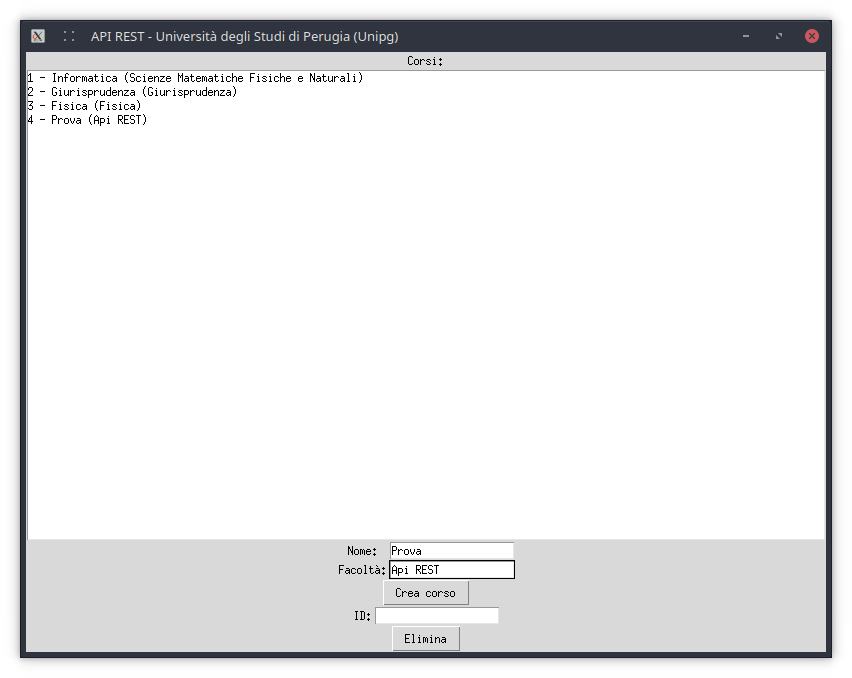 API REST - Università degli Studi di Perugia (Unipg)
Corsi:
1 - Informatica (Scienze Matematiche Fisiche e Naturali)
2 - Giurisprudenza (Giurisprudenza)
3 - Fisica (Fisica)
4 - Prova (Api REST)
Nome: Prova
Facoltà: Api REST
Crea corso
ID:
Elimina